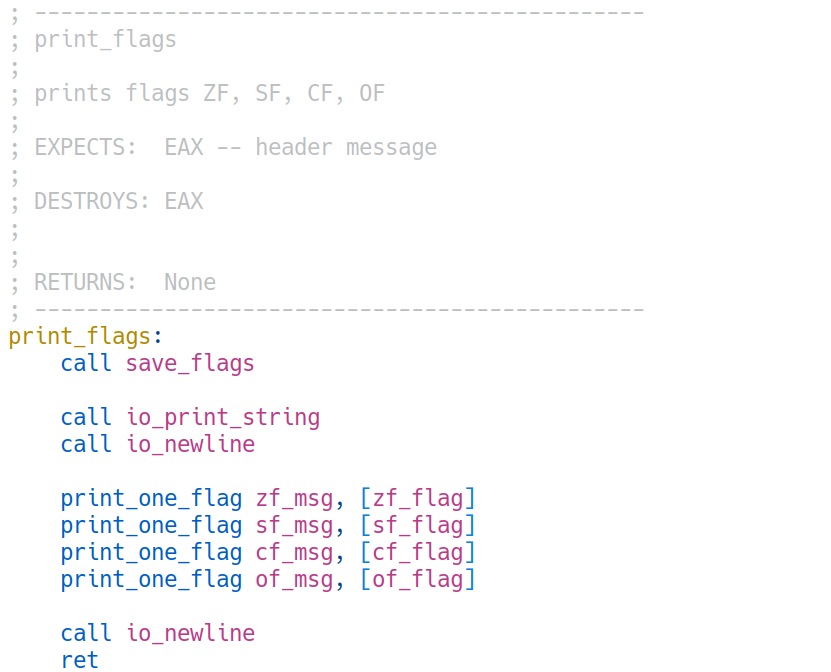 ; -----------------------------------------------
; print_flags
;
; prints flags ZF, SF, CF, OF
;
; EXPECTS:  EAX -- header message
;
; DESTROYS: EAX
;
;
; RETURNS:  None
; -----------------------------------------------
print_flags:
    call save_flags

    call io_print_string
    call io_newline

    print_one_flag zf_msg, [zf_flag]
    print_one_flag sf_msg, [sf_flag]
    print_one_flag cf_msg, [cf_flag]
    print_one_flag of_msg, [of_flag]

    call io_newline
    ret